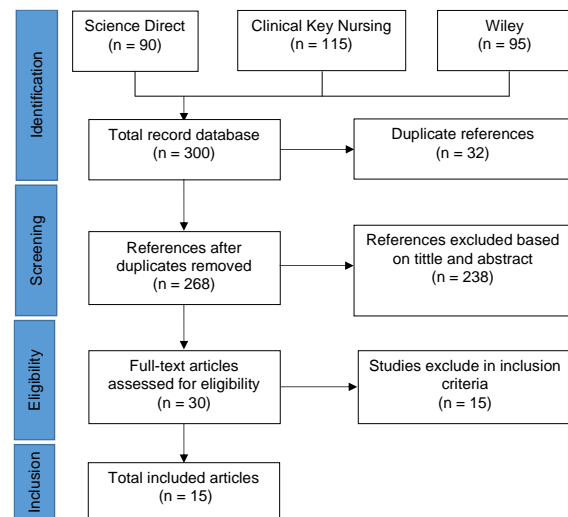 Identification
Science Direct
(n = 90)
Clinical Key Nursing
(n = 115)
Wiley
(n = 95)
Total record database
(n = 300)
Duplicate references
(n = 32)
Screening
References after
duplicates removed
(n = 268)
References excluded based
on tittle and abstract
(n = 238)
Eligibility
Full-text articles
assessed for eligibility
(n = 30)
Studies exclude in inclusion
criteria
(n = 15)
Inclusion
Total included articles
(n = 15)